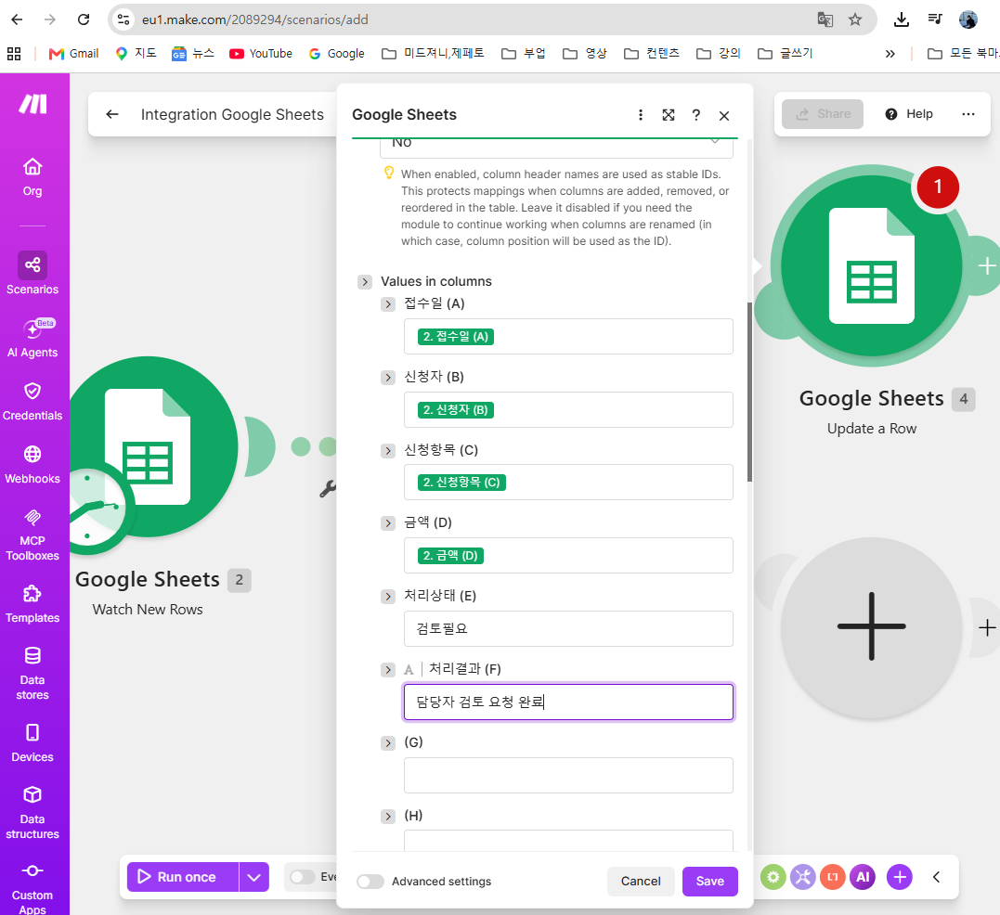 eu1.make.com/2089294/scenarios/add
Gmail
지도
뉴스
YouTube
Google
미드져니,제페토
부업
영상
컨텐츠
강의
글쓰기
»
모든 북마
Org
Scenarios
Beta
AI Agents
Credentials
Webhooks
MCP
Toolboxes
Templates
Data
stores
Devices
Data
structures
Custom
Apps
Integration Google Sheets
Google Sheets
?
Share
? Help
...
No
When enabled, column header names are used as stable IDs.
This protects mappings when columns are added, removed, or
reordered in the table. Leave it disabled if you need the
module to continue working when columns are renamed (in
which case, column position will be used as the ID).
Values in columns
접수일 (A)
2. 접수일 (A)
신청자 (B)
2. 신청자 (B)
신청항목 (C)
2. 신청항목 (C)
금액 (D)
2. 금액 (D)
처리상태 (E)
검토필요
A 처리결과 (F)
담당자 검토 요청 완료
(G)
(H)
Advanced settings
Cancel
Save
Google Sheets 2
Watch New Rows
1
Google Sheets 4
Update a Row
Run once
Eve
AI